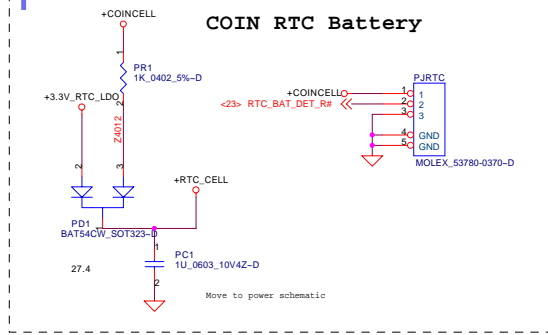 +COINCELL
COIN RTC Battery
1
PR1
1K_0402_5%~D
2
+3.3V_RTC_LDO
Z4012
+COINCELL
<23> RTC_BAT_DET_R#
PJRTC
1 1
2 2
3 3
4 GND
5 GND
MOLEX_53780-0370~D
2
3
+RTC_CELL
PD1
1
BAT54CW_SOT323~D
1
PC1
1U_0603_10V4Z~D
2
27.4
Move to power schematic